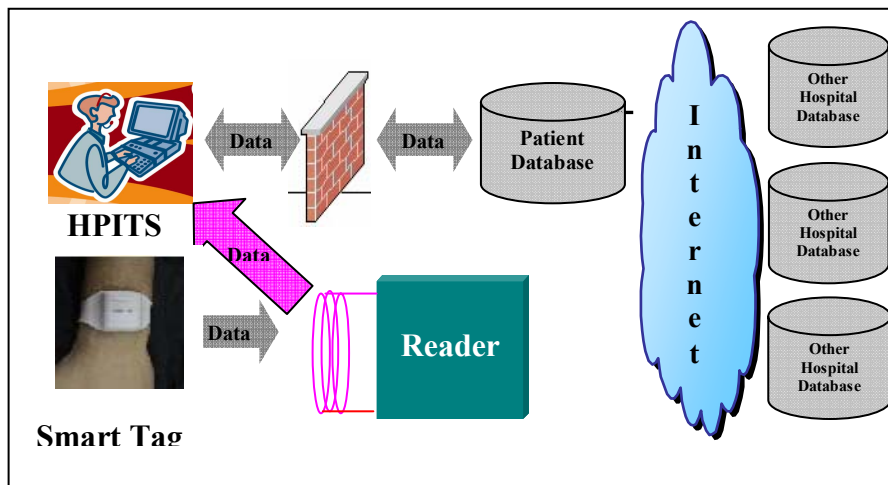 Data
Data
Patient
Database
HPITS
Data
Smart Tag
Data
Reader
I
n
t
e
r
n
e
t
Other
Hospital
Database
Other
Hospital
Database
Other
Hospital
Database